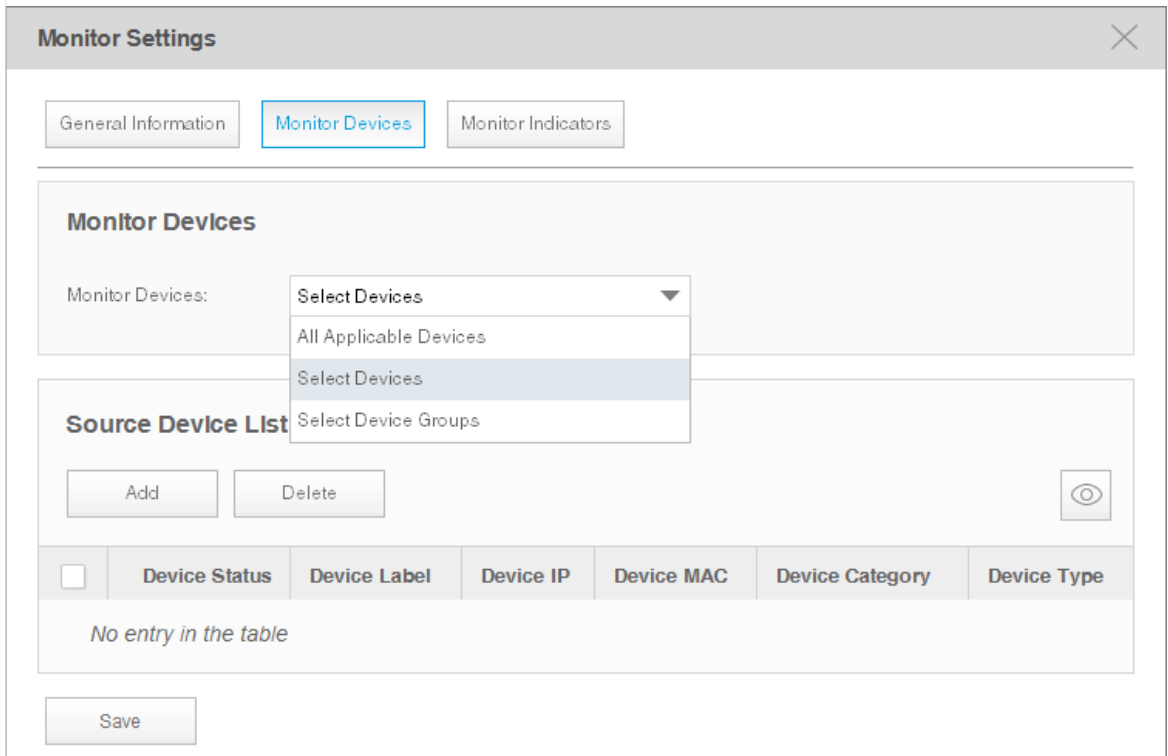 Monitor Settings
General Information Monitor Devices Monitor Indicators
Monitor Devices
Monitor Devices: Select Devices
All Applicable Devices
Select Devices
Select Device Groups
Source Device List
Add Delete
Device Status Device Label Device IP Device MAC Device Category Device Type
No entry in the table
Save